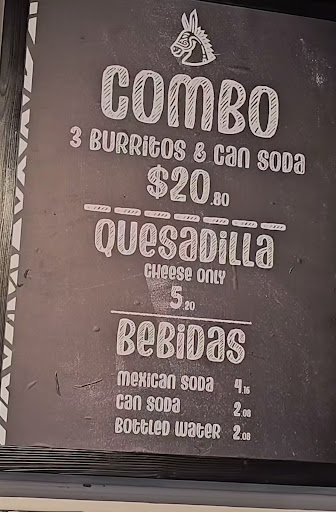 COMBO
3 BURRITOS & CAN SODA
$20.80
QUESADILLA
CHEESE ONLY
5.20
BEBIDAS
MEXICAN SODA 4.16
CAN SODA 2.08
BOTTLED WATER 2.08